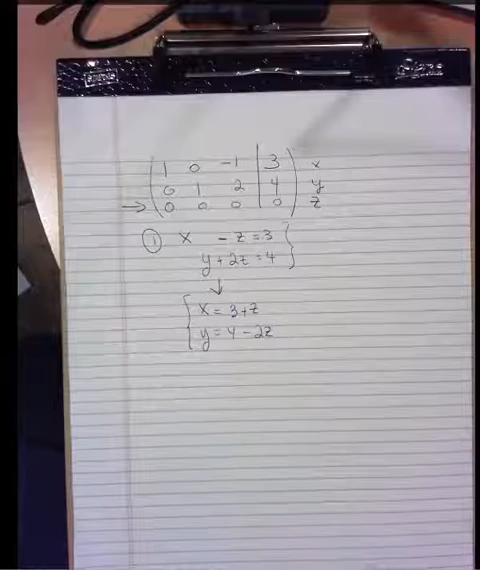 1 0 -1 | 3 x
0 1 2 | 4 y
→ 0 0 0 | 0 z
① x - z = 3
y + 2z = 4
↓
x = 3 + z
y = 4 - 2z